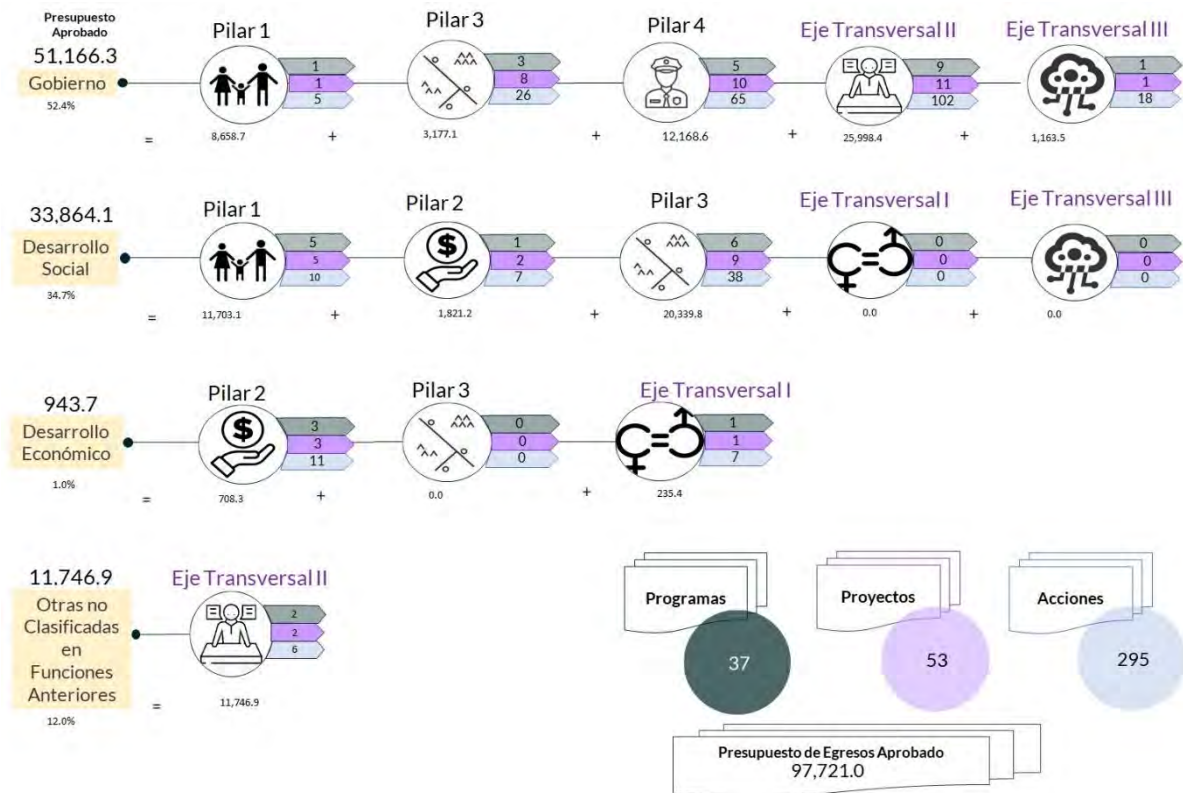 Presupuesto
Aprobado
51,166.3
Gobierno
52.4%
=
Pilar 1
1
1
5
8,658.7
+
Pilar 3
3
8
26
3,177.1
+
Pilar 4
5
10
65
12,168.6
+
Eje Transversal II
9
11
102
25,998.4
+
Eje Transversal III
1
1
18
1,163.5
33,864.1
Desarrollo
Social
34.7%
=
Pilar 1
5
5
10
11,703.1
+
Pilar 2
$
1
2
7
1,821.2
+
Pilar 3
6
9
38
20,339.8
+
Eje Transversal I
0
0
0
0.0
+
Eje Transversal III
0
0
0
0.0
943.7
Desarrollo
Económico
1.0%
=
Pilar 2
$
3
3
11
708.3
+
Pilar 3
0
0
0
0.0
+
Eje Transversal I
1
1
7
235.4
11,746.9
Otras no
Clasificadas
en
Funciones
Anteriores
12.0%
=
Eje Transversal II
2
2
6
11,746.9
Programas
37
Proyectos
53
Acciones
295
Presupuesto de Egresos Aprobado
97,721.0